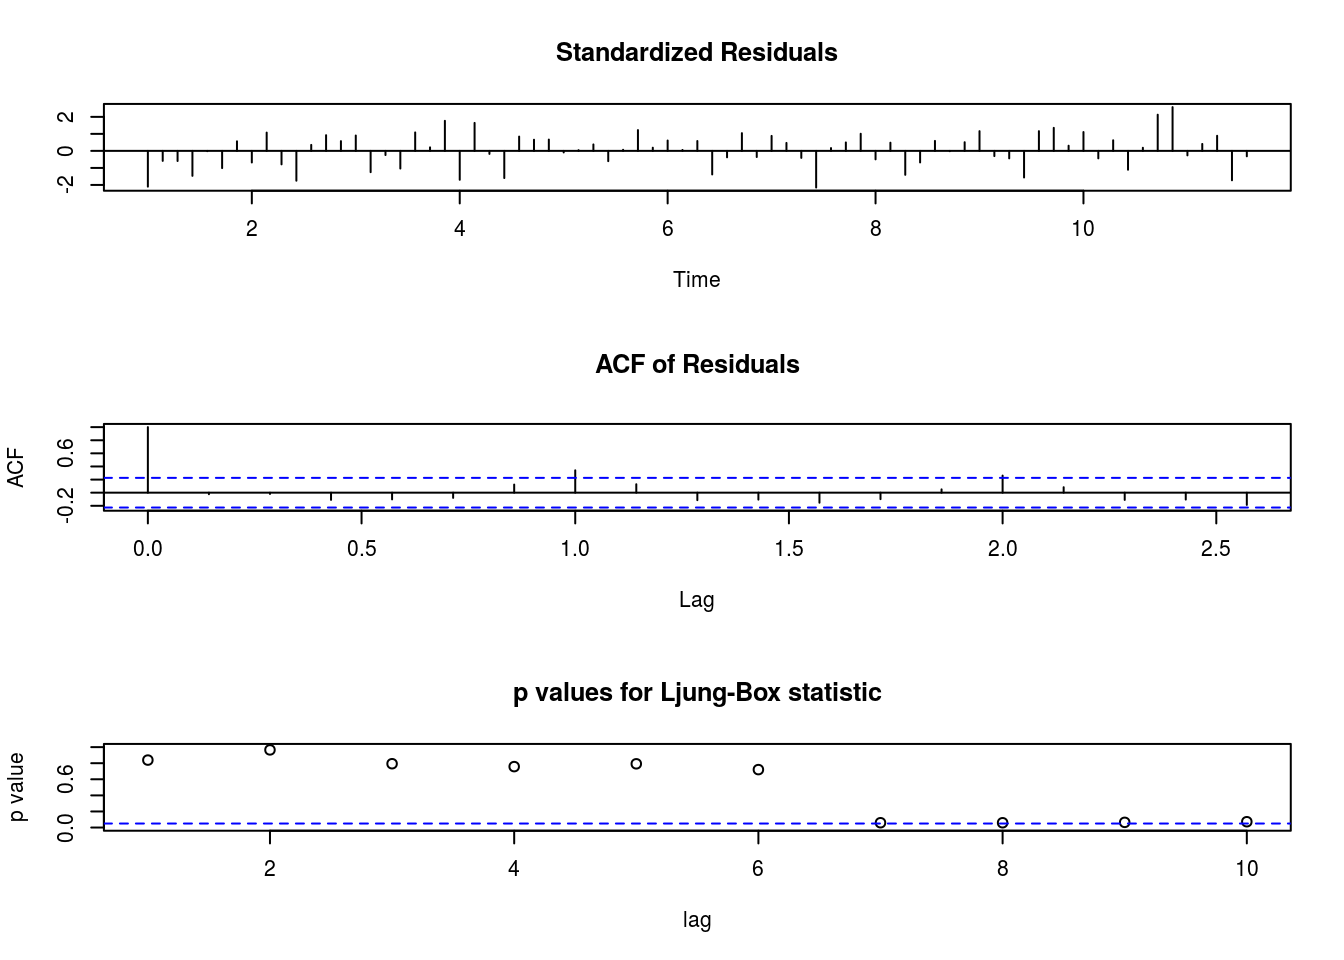 Standardized Residuals
2
0
-2
2 4 6 8 10
Time
ACF of Residuals
ACF
0.6
-0.2
0.0 0.5 1.0 1.5 2.0 2.5
Lag
p values for Ljung-Box statistic
p value
0.6
0.0
2 4 6 8 10
lag